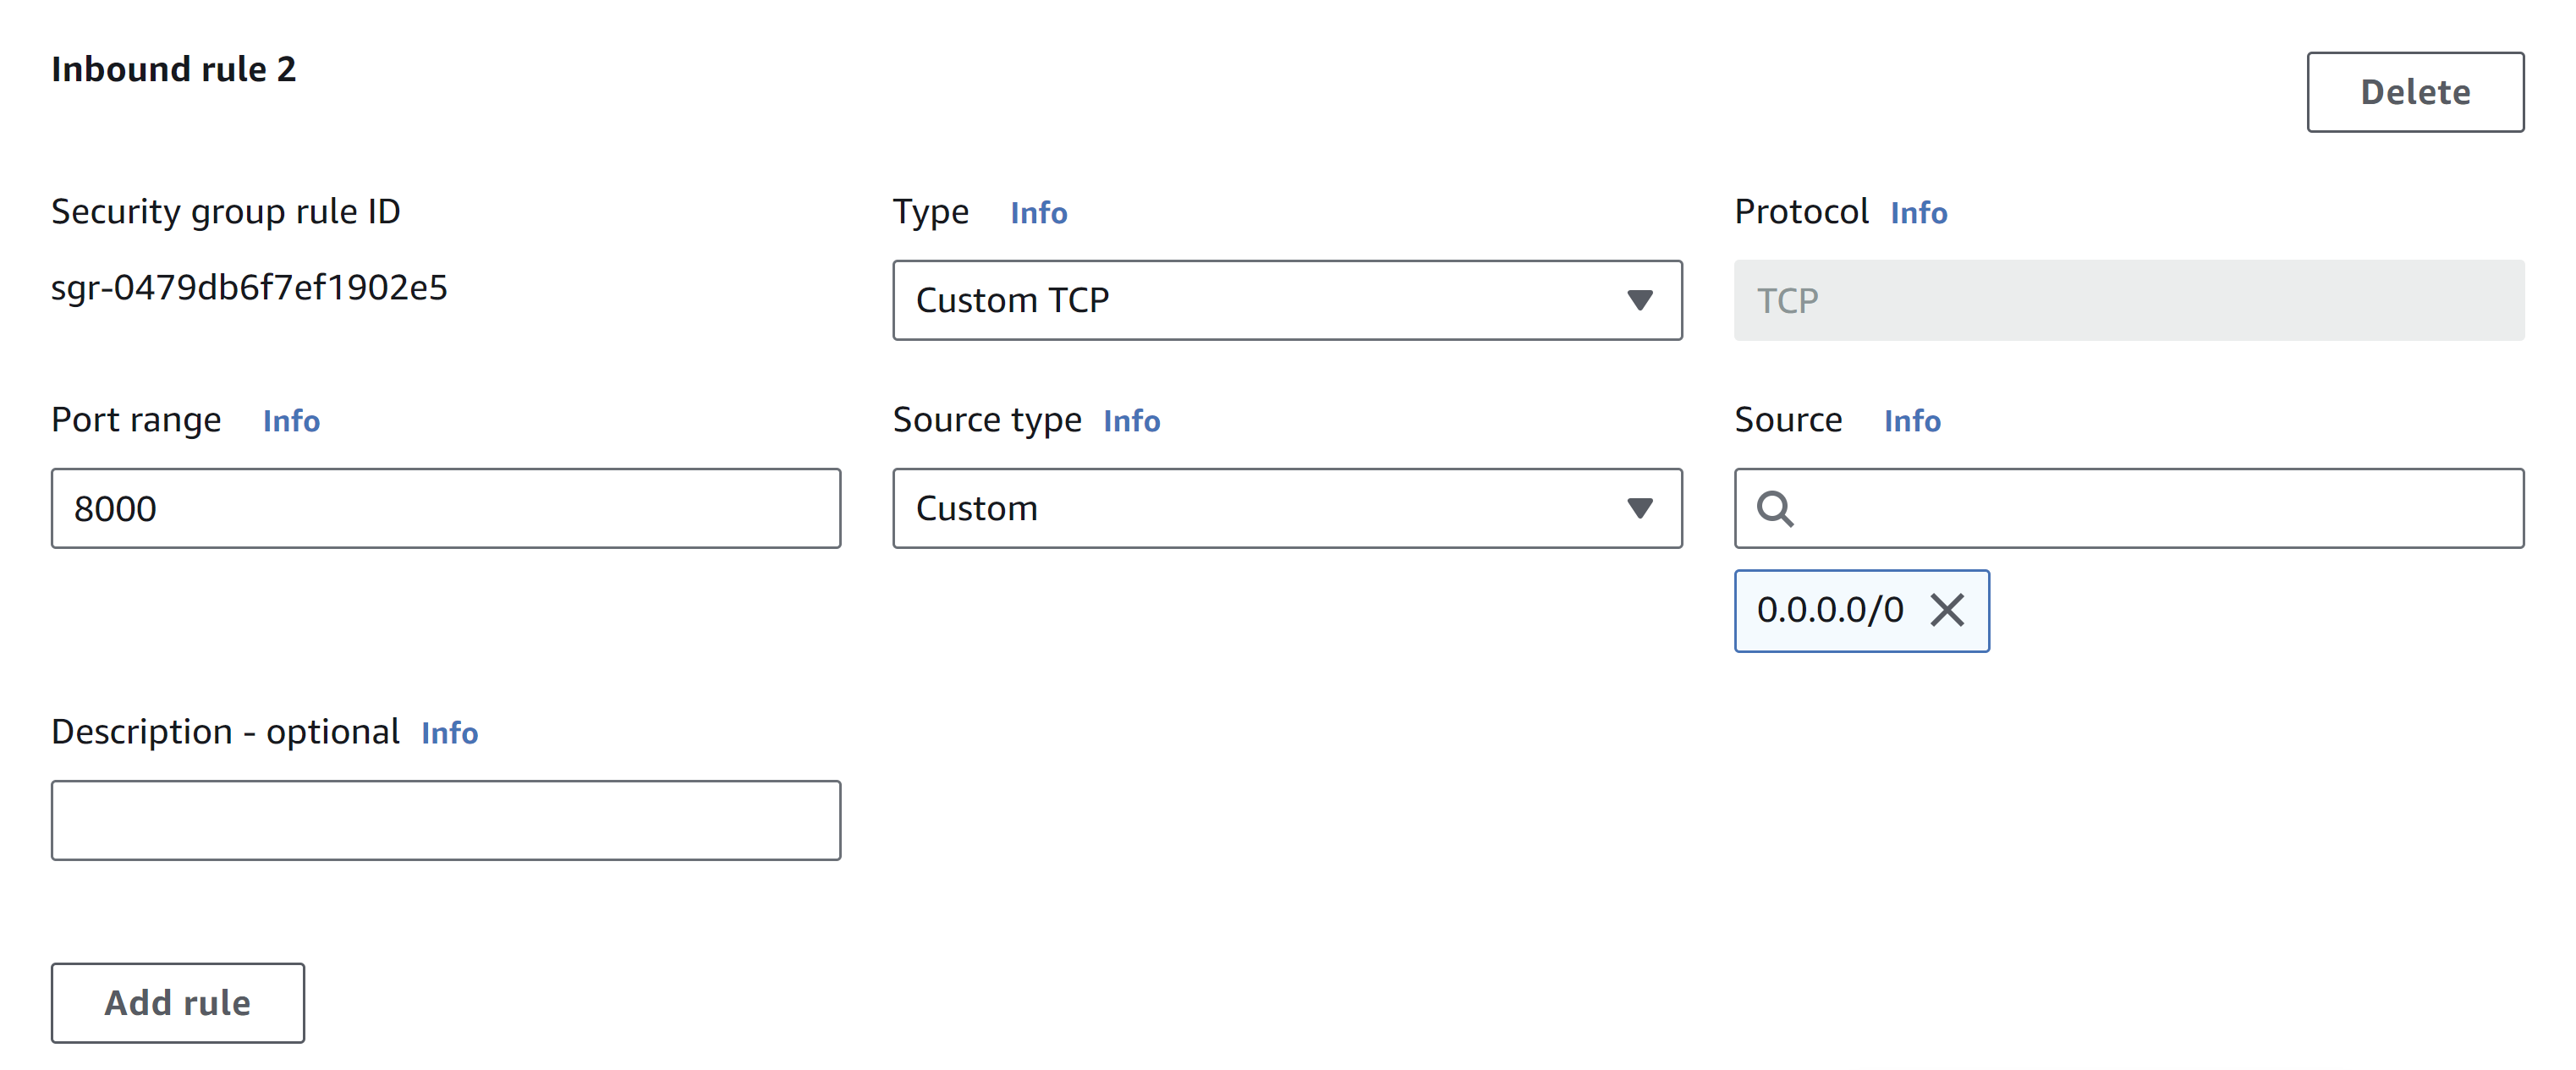 Inbound rule 2
Delete
Security group rule ID
sgr-0479db6f7ef1902e5
Type Info
Custom TCP
Protocol Info
TCP
Port range Info
8000
Source type Info
Custom
Source Info
0.0.0.0/0
Description - optional Info
Add rule